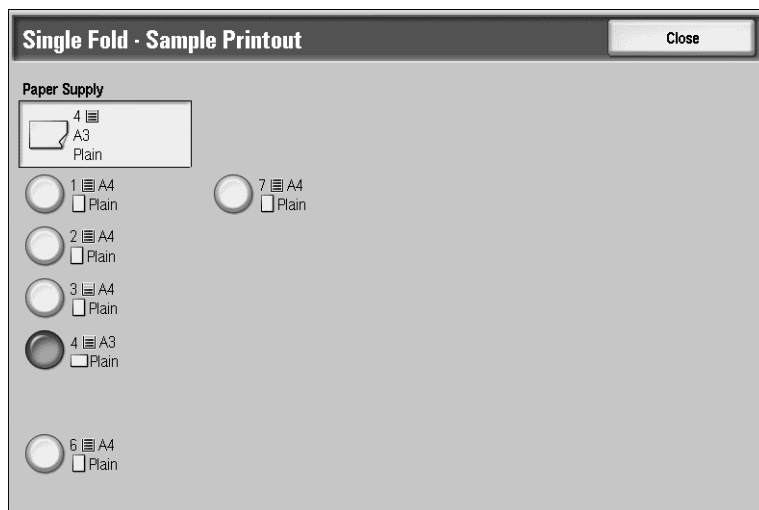 Single Fold - Sample Printout
Close
Paper Supply
4
A3
Plain
1 A4
Plain
7 A4
Plain
2 A4
Plain
3 A4
Plain
4 A3
Plain
6 A4
Plain